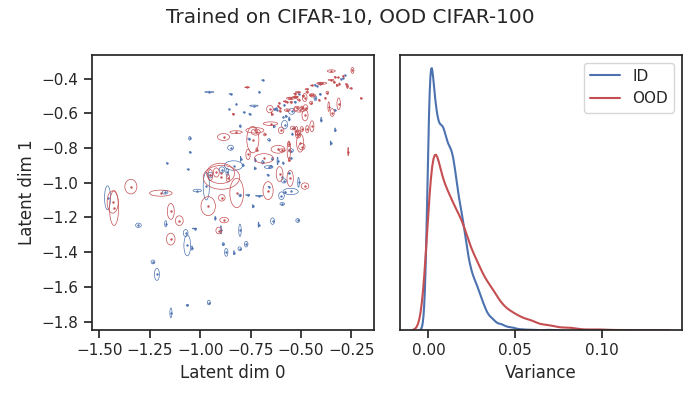 Trained on CIFAR-10, OOD CIFAR-100
−0.4
−0.6
−0.8
−1.0
−1.2
−1.4
−1.6
−1.8
Latent dim 1
−1.50 −1.25 −1.00 −0.75 −0.50 −0.25
Latent dim 0
ID
OOD
0.00 0.05 0.10
Variance